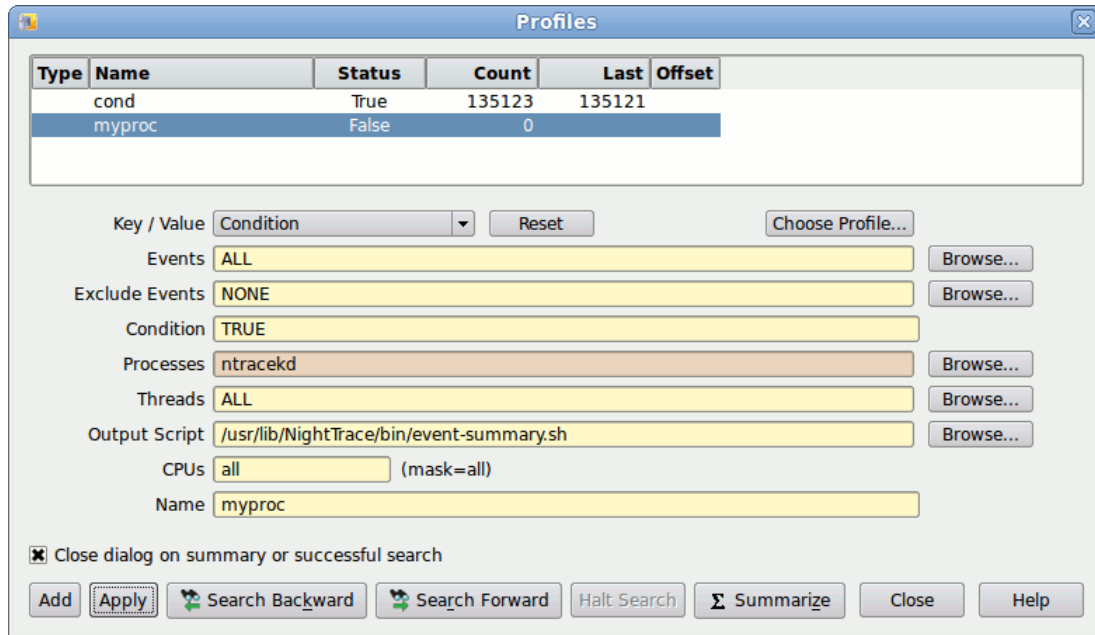 Profiles
Type Name Status Count Last Offset
cond True 135123 135121
myproc False 0
Key / Value Condition Reset Choose Profile...
Events ALL Browse...
Exclude Events NONE Browse...
Condition TRUE
Processes ntracekd Browse...
Threads ALL Browse...
Output Script /usr/lib/NightTrace/bin/event-summary.sh Browse...
CPUs all (mask=all)
Name myproc
Close dialog on summary or successful search
Add Apply Search Backward Search Forward Halt Search Σ Summarize Close Help